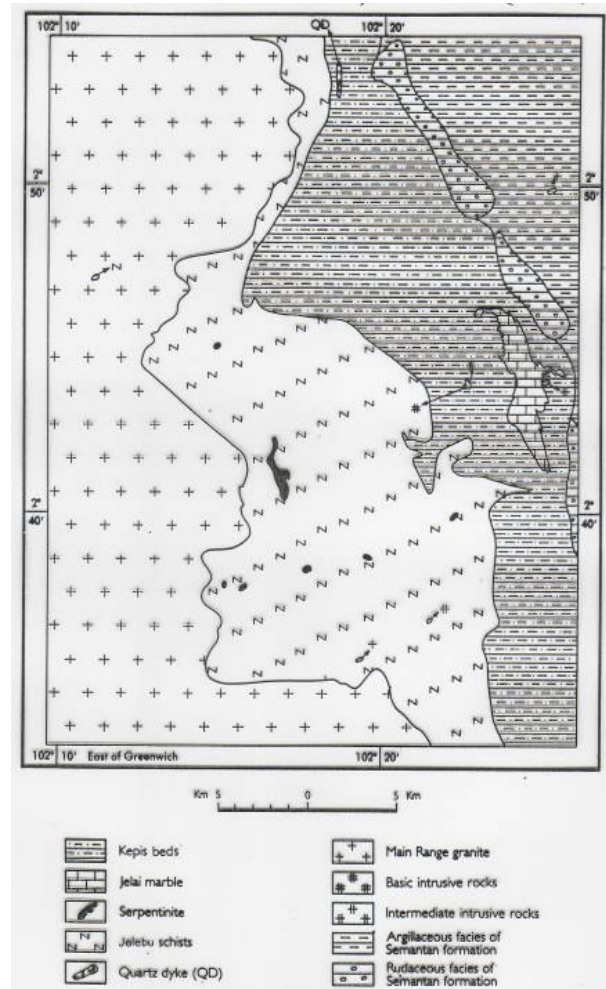 102° 10'
QD
102° 20'
2°
50'
2°
50'
2°
40'
2°
40'
102° 10' East of Greenwich
102° 20'
Km 5 0 5 Km
Kepis beds
Jelai marble
Serpentinite
Jelebu schists
Quartz dyke (QD)
Main Range granite
Basic intrusive rocks
Intermediate intrusive rocks
Argillaceous facies of
Semantan formation
Rudaceous facies of
Semantan formation